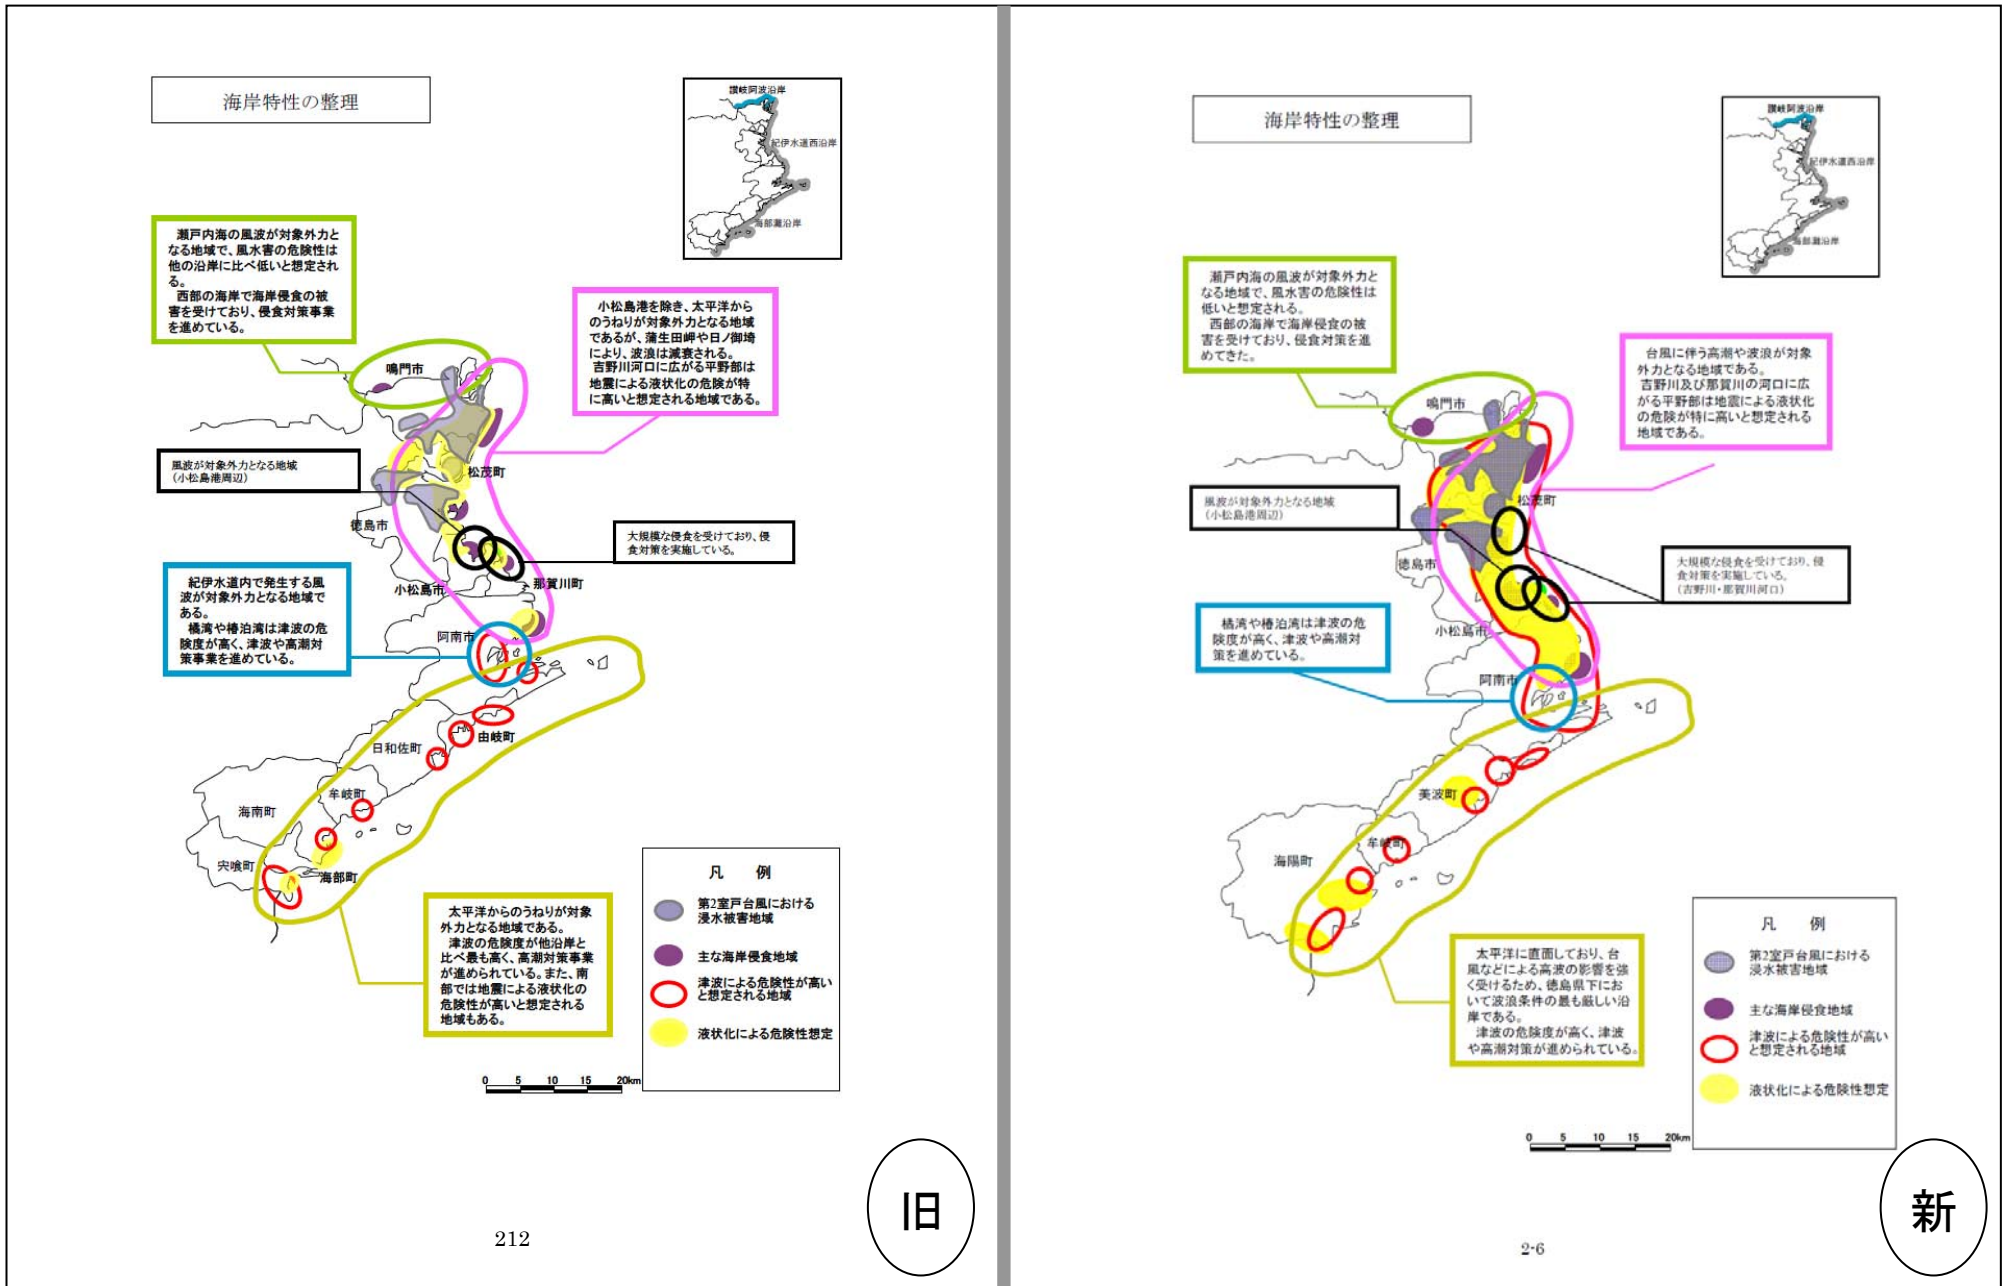 海岸特性の整理
讃岐阿波沿岸
紀伊水道西沿岸
海部灘沿岸
瀬戸内海の風波が対象外力と
なる地域で、風水害の危険性は
他の沿岸に比べ低いと想定され
る。
西部の海岸で海岸侵食の被
害を受けており、侵食対策事業
を進めている。
小松島港を除き、太平洋から
のうねりが対象外力となる地域
であるが、蒲生田岬や日ノ御埼
により、波浪は減衰される。
吉野川河口に広がる平野部は
地震による液状化の危険が特
に高いと想定される地域である。
鳴門市
風波が対象外力となる地域
（小松島港周辺）
松茂町
徳島市
大規模な侵食を受けており、侵
食対策を実施している。
紀伊水道内で発生する風
波が対象外力となる地域で
ある。
橘湾や椿泊湾は津波の危
険度が高く、津波や高潮対
策事業を進めている。
那賀川町
小松島市
阿南市
由岐町
日和佐町
牟岐町
海南町
宍喰町
海部町
太平洋からのうねりが対象
外力となる地域である。
津波の危険度が他沿岸と
比べ最も高く、高潮対策事業
が進められている。また、南
部では地震による液状化の
危険性が高いと想定される
地域もある。
凡 例
第2室戸台風における
浸水被害地域
主な海岸侵食地域
津波による危険性が高い
と想定される地域
液状化による危険性想定
0 5 10 15 20km
212
旧
海岸特性の整理
讃岐阿波沿岸
紀伊水道西沿岸
海部灘沿岸
瀬戸内海の風波が対象外力と
なる地域で、風水害の危険性は
低いと想定される。
西部の海岸で海岸侵食の被
害を受けており、侵食対策を進
めてきた。
台風に伴う高潮や波浪が対象
外力となる地域である。
吉野川及び那賀川の河口に広
がる平野部は地震による液状化
の危険が特に高いと想定される
地域である。
鳴門市
風波が対象外力となる地域
（小松島港周辺）
松茂町
徳島市
大規模な侵食を受けており、侵
食対策を実施している。
（吉野川・那賀川河口）
橘湾や椿泊湾は津波の危
険度が高く、津波や高潮対
策を進めている。
小松島市
阿南市
美波町
牟岐町
海陽町
太平洋に直面しており、台
風などによる高波の影響を強
く受けるため、徳島県下にお
いて波浪条件の最も厳しい沿
岸である。
津波の危険度が高く、津波
や高潮対策が進められている。
凡 例
第2室戸台風における
浸水被害地域
主な海岸侵食地域
津波による危険性が高い
と想定される地域
液状化による危険性想定
0 5 10 15 20km
2-6
新